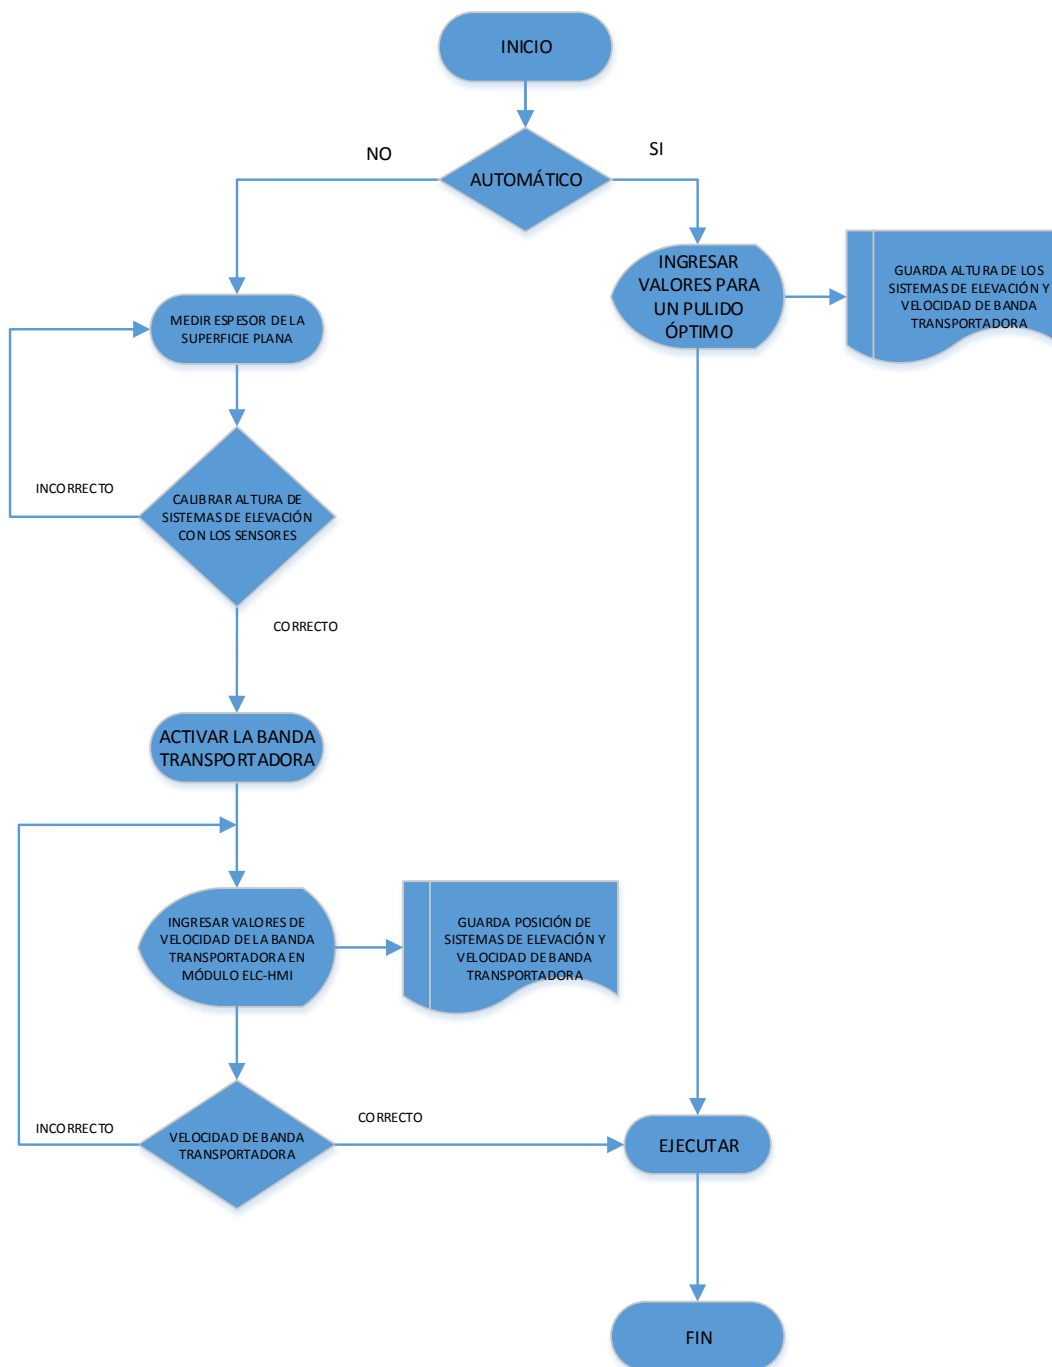 INICIO
NO
SI
AUTOMÁTICO
INGRESAR
VALORES PARA
UN PULIDO
ÓPTIMO
GUARDA ALTURA DE LOS
SISTEMAS DE ELEVACIÓN Y
VELOCIDAD DE BANDA
TRANSPORTADORA
MEDIR ESPESOR DE LA
SUPERFICIE PLANA
INCORRECTO
CALIBRAR ALTURA DE
SISTEMAS DE ELEVACIÓN
CON LOS SENSORES
CORRECTO
ACTIVAR LA BANDA
TRANSPORTADORA
INGRESAR VALORES DE
VELOCIDAD DE LA BANDA
TRANSPORTADORA EN
MÓDULO ELC-HMI
GUARDA POSICIÓN DE
SISTEMAS DE ELEVACIÓN Y
VELOCIDAD DE BANDA
TRANSPORTADORA
INCORRECTO
VELOCIDAD DE BANDA
TRANSPORTADORA
CORRECTO
EJECUTAR
FIN